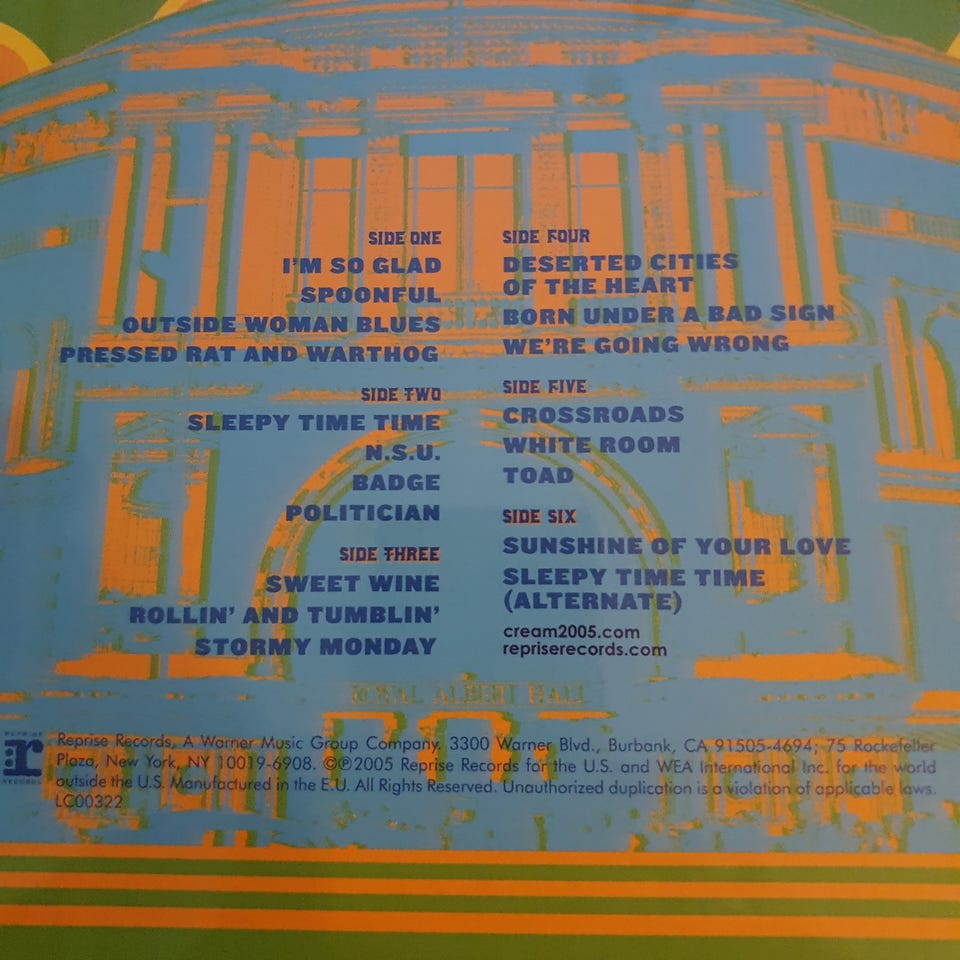 SIDE ONE
I'M SO GLAD
SPOONFUL
OUTSIDE WOMAN BLUES
PRESSED RAT AND WARTHOG
SIDE TWO
SLEEPY TIME TIME
N.S.U.
BADGE
POLITICIAN
SIDE THREE
SWEET WINE
ROLLIN' AND TUMBLIN'
STORMY MONDAY
SIDE FOUR
DESERTED CITIES
OF THE HEART
BORN UNDER A BAD SIGN
WE'RE GOING WRONG
SIDE FIVE
CROSSROADS
WHITE ROOM
TOAD
SIDE SIX
SUNSHINE OF YOUR LOVE
SLEEPY TIME TIME
(ALTERNATE)
cream2005.com
repriserecords.com
ROYAL ALBERT HALL
REPRISE
r
RECORDS
Reprise Records, A Warner Music Group Company, 3300 Warner Blvd., Burbank, CA 91505-4694; 75 Rockefeller
Plaza, New York, NY 10019-6908. ©℗2005 Reprise Records for the U.S. and WEA International Inc. for the world
outside the U.S. Manufactured in the E.U. All Rights Reserved. Unauthorized duplication is a violation of applicable laws.
LC00322